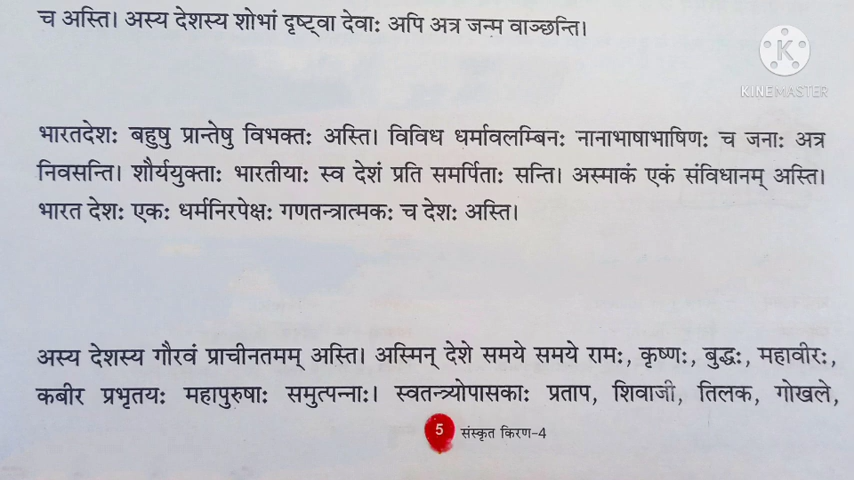 च अस्ति। अस्य देशस्य शोभां दृष्ट्वा देवाः अपि अत्र जन्म वाञ्छन्ति।
K
KINEMASTER
भारतदेशः बहुषु प्रान्तेषु विभक्तः अस्ति। विविध धर्मावलम्बिनः नानाभाषाभाषिणः च जनाः अत्र
निवसन्ति। शौर्ययुक्ताः भारतीयाः स्व देशं प्रति समर्पिताः सन्ति। अस्माकं एकं संविधानम् अस्ति।
भारत देशः एकः धर्मनिरपेक्षः गणतन्त्रात्मकः च देशः अस्ति।
अस्य देशस्य गौरवं प्राचीनतमम् अस्ति। अस्मिन् देशे समये समये रामः, कृष्णः, बुद्धः, महावीरः,
कबीर प्रभृतयः महापुरुषाः समुत्पन्नाः। स्वतन्त्र्योपासकाः प्रताप, शिवाजी, तिलक, गोखले,
5 संस्कृत किरण-4